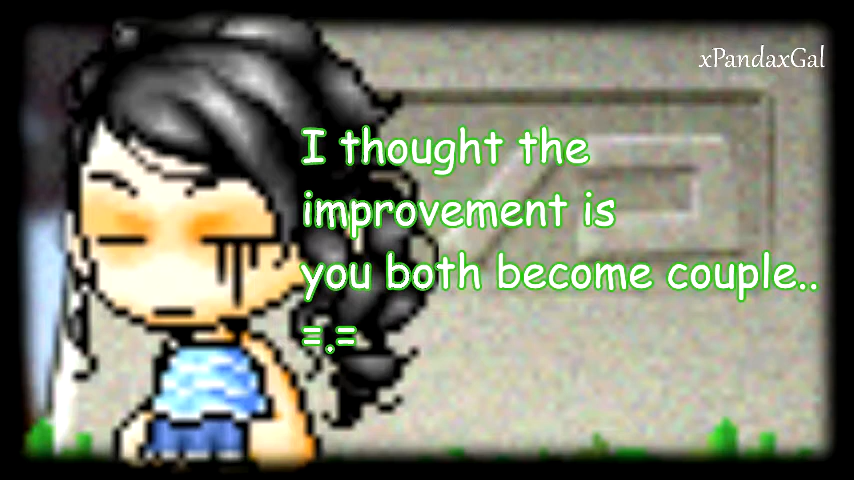 xPandaxGal
I thought the
improvement is
you both become couple..
=.=